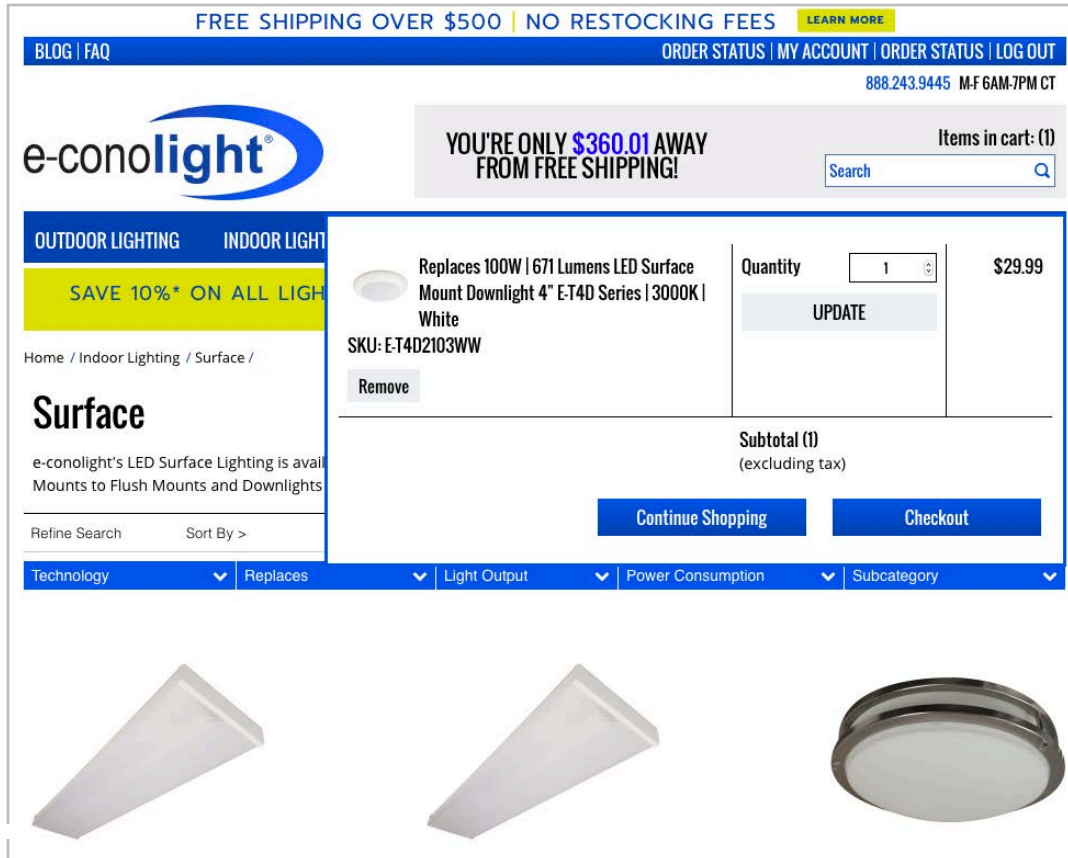 FREE SHIPPING OVER $500 | NO RESTOCKING FEES LEARN MORE
BLOG | FAQ ORDER STATUS | MY ACCOUNT | ORDER STATUS | LOG OUT
888.243.9445 M-F 6AM-7PM CT
e-conolight®
YOU'RE ONLY $360.01 AWAY
FROM FREE SHIPPING!
Items in cart: (1)
Search
OUTDOOR LIGHTING INDOOR LIGHT
SAVE 10%* ON ALL LIGH
Replaces 100W | 671 Lumens LED Surface
Mount Downlight 4" E-T4D Series | 3000K |
White
SKU: E-T4D2103WW
Remove
Quantity 1 $29.99
UPDATE
Subtotal (1)
(excluding tax)
Continue Shopping Checkout
Home / Indoor Lighting / Surface /
Surface
e-conolight's LED Surface Lighting is avail
Mounts to Flush Mounts and Downlights
Refine Search Sort By >
Technology Replaces Light Output Power Consumption Subcategory